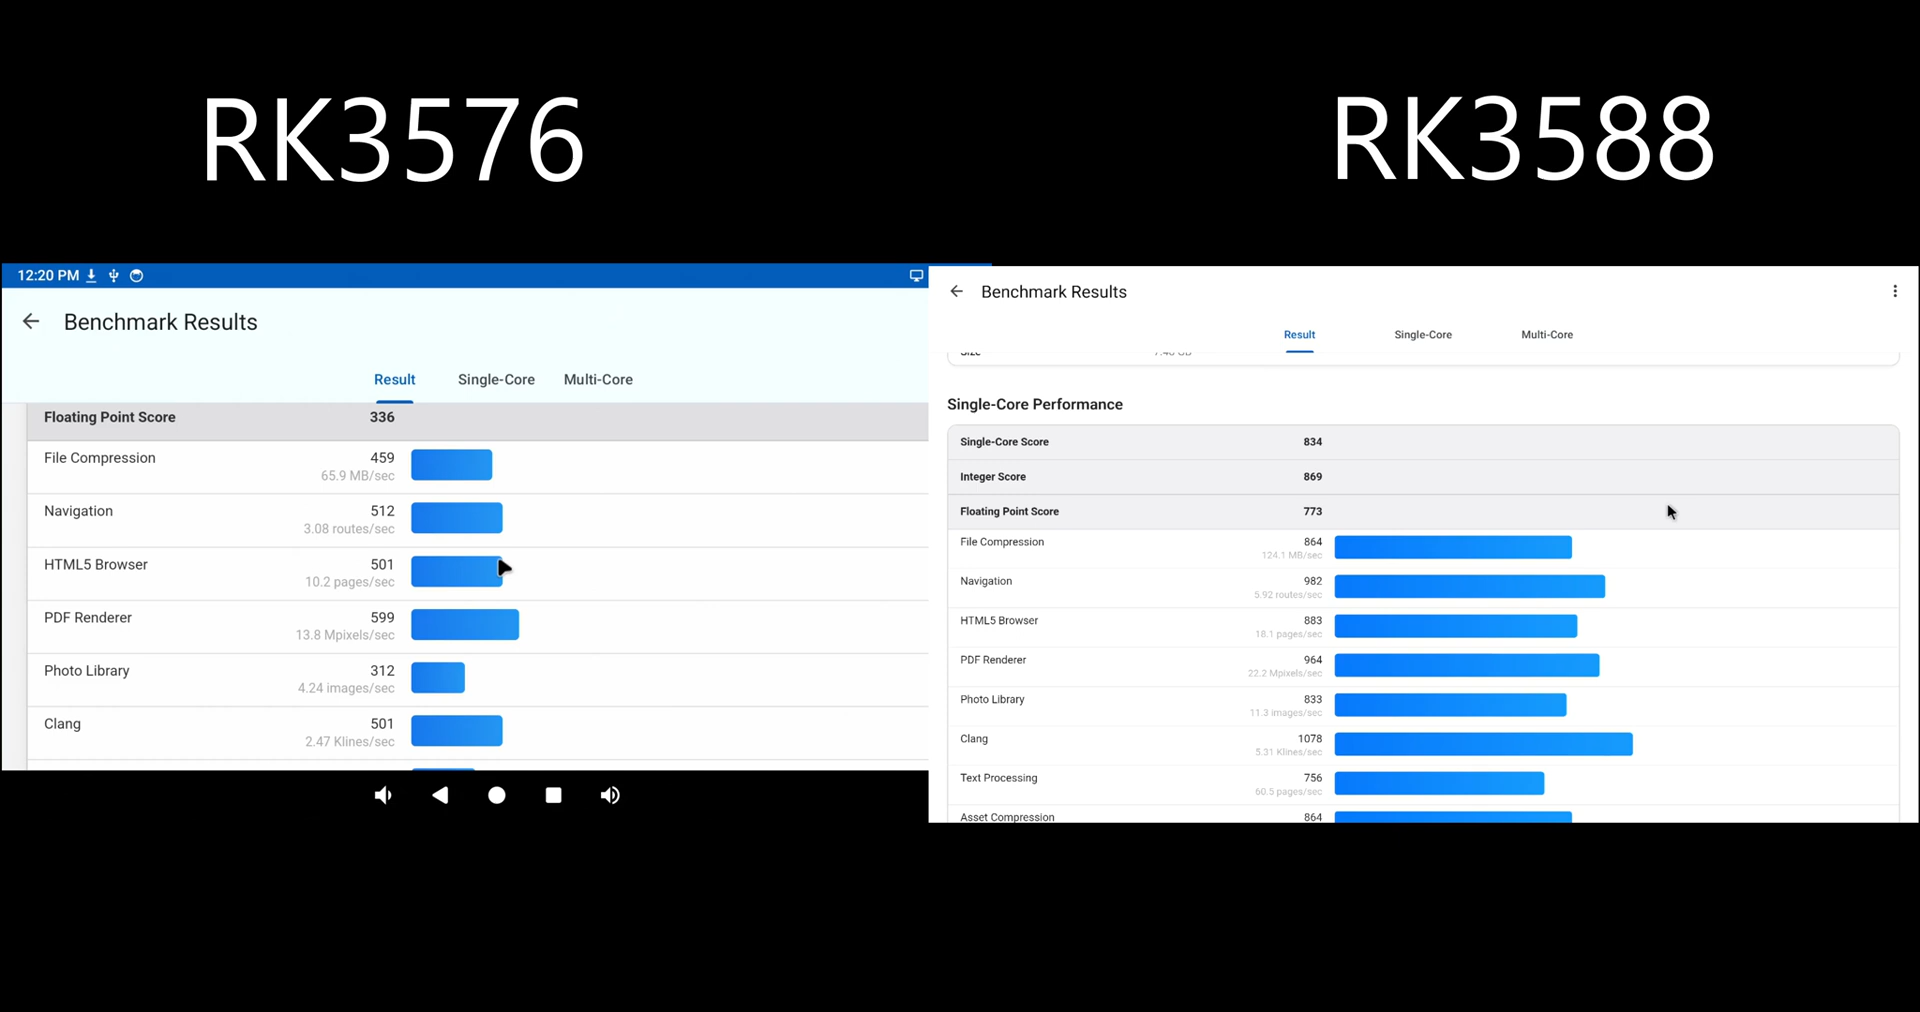 RK3576
RK3588
12:20 PM
Benchmark Results
Result Single-Core Multi-Core
Floating Point Score 336
File Compression 459
65.9 MB/sec
Navigation 512
3.08 routes/sec
HTML5 Browser 501
10.2 pages/sec
PDF Renderer 599
13.8 Mpixels/sec
Photo Library 312
4.24 images/sec
Clang 501
2.47 Klines/sec
Benchmark Results
Result Single-Core Multi-Core
Size 7.46 GB
Single-Core Performance
Single-Core Score 834
Integer Score 869
Floating Point Score 773
File Compression 864
124.1 MB/sec
Navigation 982
5.92 routes/sec
HTML5 Browser 883
18.1 pages/sec
PDF Renderer 964
22.2 Mpixels/sec
Photo Library 833
11.3 images/sec
Clang 1078
5.31 Klines/sec
Text Processing 756
60.5 pages/sec
Asset Compression 864